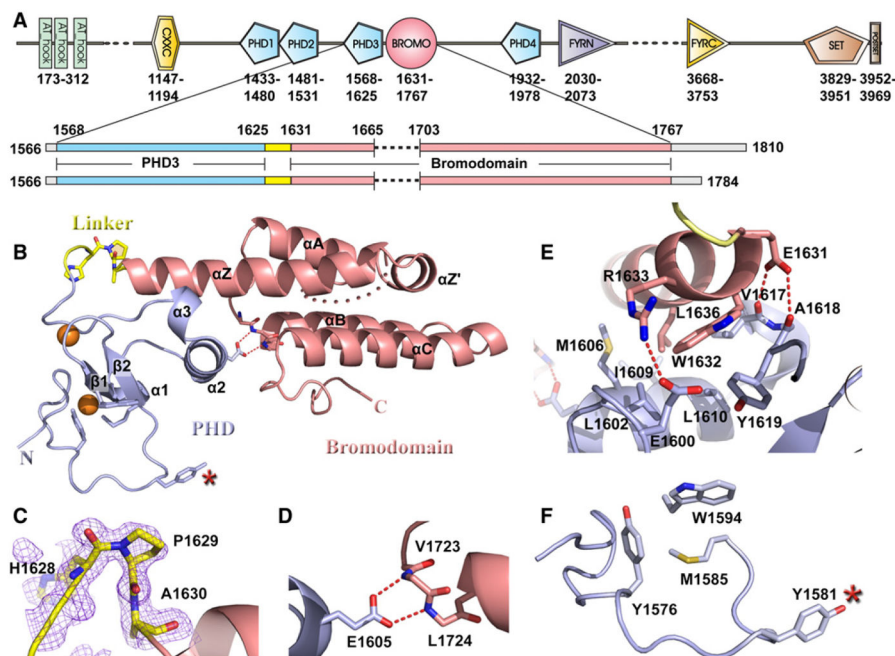 A
AT hook AT hook AT hook CXXC PHD1 PHD2 PHD3 BROMO PHD4 FYRN FYRC SET POSTSET
173-312 1147- 1433- 1481- 1568- 1631- 1932- 2030- 3668- 3829- 3952-
1194 1480 1531 1625 1767 1978 2073 3753 3951 3969
1568 1625 1631 1665 1703 1767
1566 1810
PHD3 Bromodomain
1566 1784
B
Linker
αA
αZ
αZ'
α3
αB
αC
β2
β1
α1
α2
C
N
PHD
Bromodomain
*
E
E1631
R1633
V1617
L1636
A1618
M1606
W1632
I1609
L1602
L1610
E1600
Y1619
C
P1629
H1628
A1630
D
V1723
E1605
L1724
F
W1594
M1585
Y1576
Y1581 *